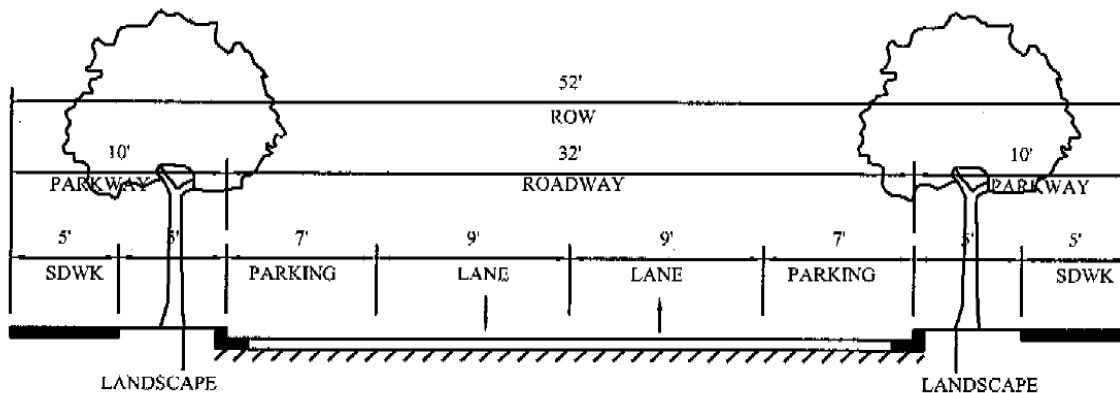 52'
ROW
10' 32' 10'
PARKWAY ROADWAY PARKWAY
5' 5' 7' 9' 9' 7' 5' 5'
SDWK PARKING LANE LANE PARKING SDWK
LANDSCAPE LANDSCAPE